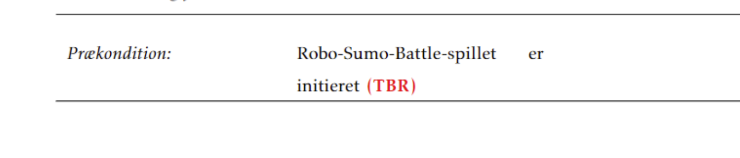 Prækondition: Robo-Sumo-Battle-spillet er
initieret (TBR)